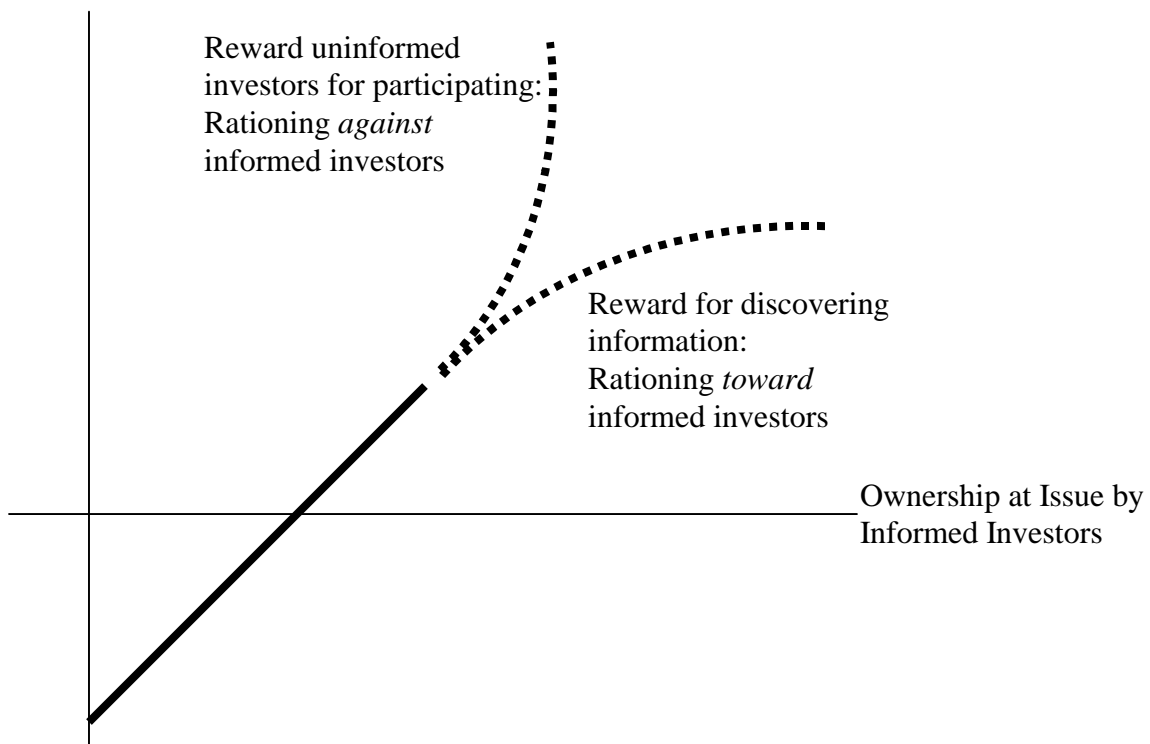 Reward uninformed
investors for participating:
Rationing against
informed investors
Reward for discovering
information:
Rationing toward
informed investors
Ownership at Issue by
Informed Investors